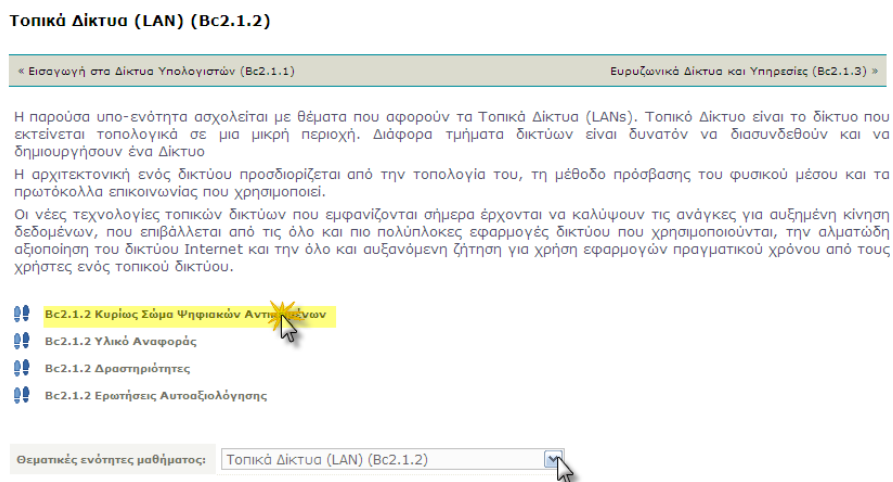 Τοπικά Δίκτυα (LAN) (Bc2.1.2)
« Εισαγωγή στα Δίκτυα Υπολογιστών (Bc2.1.1)
Ευρυζωνικά Δίκτυα και Υπηρεσίες (Bc2.1.3) »
Η παρούσα υπο-ενότητα ασχολείται με θέματα που αφορούν τα Τοπικά Δίκτυα (LANs). Τοπικό Δίκτυο είναι το δίκτυο που
εκτείνεται τοπολογικά σε μια μικρή περιοχή. Διάφορα τμήματα δικτύων είναι δυνατόν να διασυνδεθούν και να
δημιουργήσουν ένα Δίκτυο
Η αρχιτεκτονική ενός δικτύου προσδιορίζεται από την τοπολογία του, τη μέθοδο πρόσβασης του φυσικού μέσου και τα
πρωτόκολλα επικοινωνίας που χρησιμοποιεί.
Οι νέες τεχνολογίες τοπικών δικτύων που εμφανίζονται σήμερα έρχονται να καλύψουν τις ανάγκες για αυξημένη κίνηση
δεδομένων, που επιβάλλεται από τις όλο και πιο πολύπλοκες εφαρμογές δικτύου που χρησιμοποιούνται, την αλματώδη
αξιοποίηση του δικτύου Internet και την όλο και αυξανόμενη ζήτηση για χρήση εφαρμογών πραγματικού χρόνου από τους
χρήστες ενός τοπικού δικτύου.
Bc2.1.2 Κυρίως Σώμα Ψηφιακών
Bc2.1.2 Υλικό Αναφοράς
Bc2.1.2 Δραστηριότητες
Bc2.1.2 Ερωτήσεις Αυτοαξιολόγησης
Θεματικές ενότητες μαθήματος: Τοπικά Δίκτυα (LAN) (Bc2.1.2)